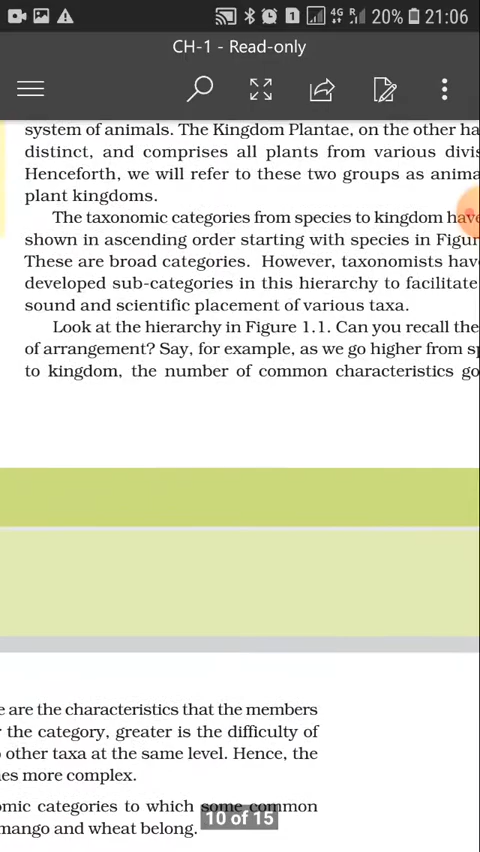 1 4G R 20% 21:06
CH-1 - Read-only
system of animals. The Kingdom Plantae, on the other ha
distinct, and comprises all plants from various divis
Henceforth, we will refer to these two groups as anima
plant kingdoms.
The taxonomic categories from species to kingdom have
shown in ascending order starting with species in Figur
These are broad categories. However, taxonomists hav
developed sub-categories in this hierarchy to facilitate
sound and scientific placement of various taxa.
Look at the hierarchy in Figure 1.1. Can you recall the
of arrangement? Say, for example, as we go higher from sp
to kingdom, the number of common characteristics go
e are the characteristics that the members
r the category, greater is the difficulty of
o other taxa at the same level. Hence, the
nes more complex.
omic categories to which some common
mango and wheat belong.
10 of 15